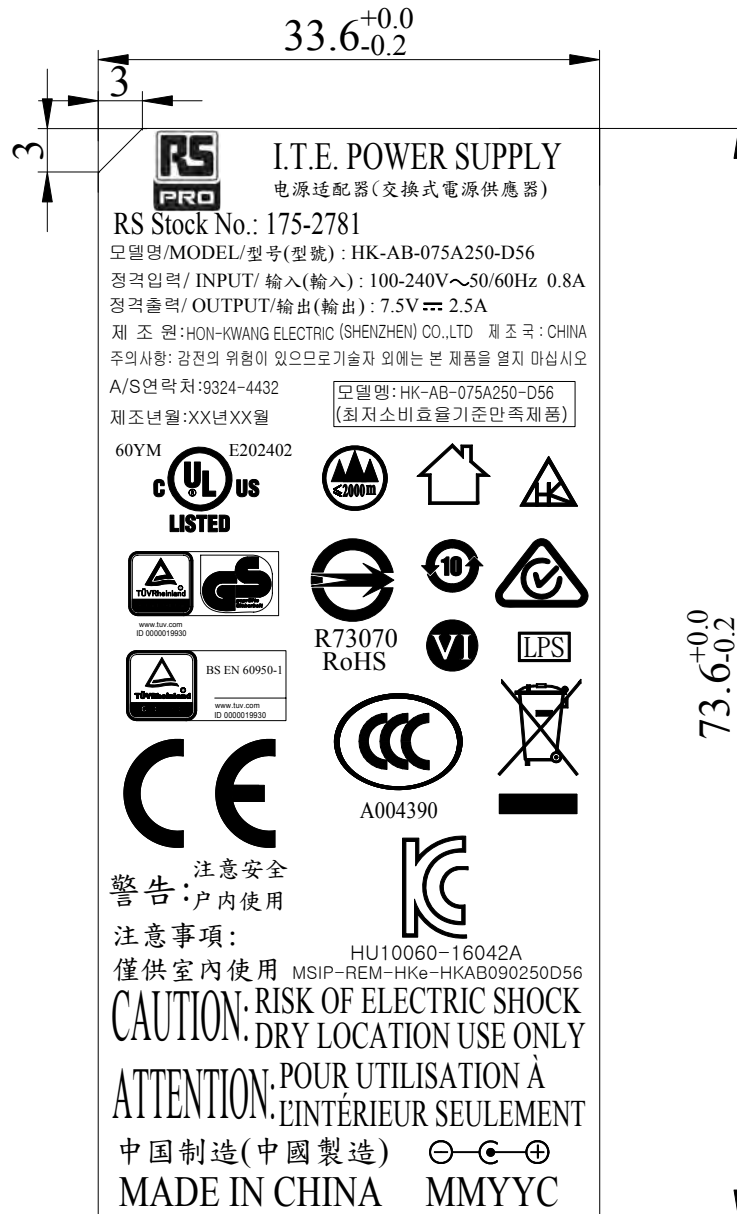 33.6 +0.0 -0.2
3
3
RS
PRO
I.T.E. POWER SUPPLY
电源适配器(交換式電源供應器)
RS Stock No.: 175-2781
모델명/MODEL/型号(型號) : HK-AB-075A250-D56
정격입력/ INPUT/ 输入(輸入) : 100-240V～50/60Hz 0.8A
정격출력/ OUTPUT/输出(輸出) : 7.5V ⎓ 2.5A
제 조 원:HON-KWANG ELECTRIC (SHENZHEN) CO.,LTD 제 조 국 : CHINA
주의사항: 감전의 위험이 있으므로기술자 외에는 본 제품을 열지 마십시오
A/S연락처:9324-4432
모델멩: HK-AB-075A250-D56
(최저소비효율기준만족제품)
제조년월:XX년XX월
60YM E202402
C UL US
LISTED
≤2000m
HK
TÜVRheinland
GS
www.tuv.com
ID 0000019930
10
R73070
RoHS
VI
LPS
TÜVRheinland
BS EN 60950-1
www.tuv.com
ID 0000019930
CCC
A004390
CE
警告:注意安全
户内使用
KC
注意事項:
僅供室內使用
HU10060-16042A
MSIP-REM-HKe-HKAB090250D56
CAUTION: RISK OF ELECTRIC SHOCK
DRY LOCATION USE ONLY
ATTENTION: POUR UTILISATION À
L'INTÉRIEUR SEULEMENT
中国制造(中國製造)
MADE IN CHINA MMYYC
73.6 +0.0 -0.2